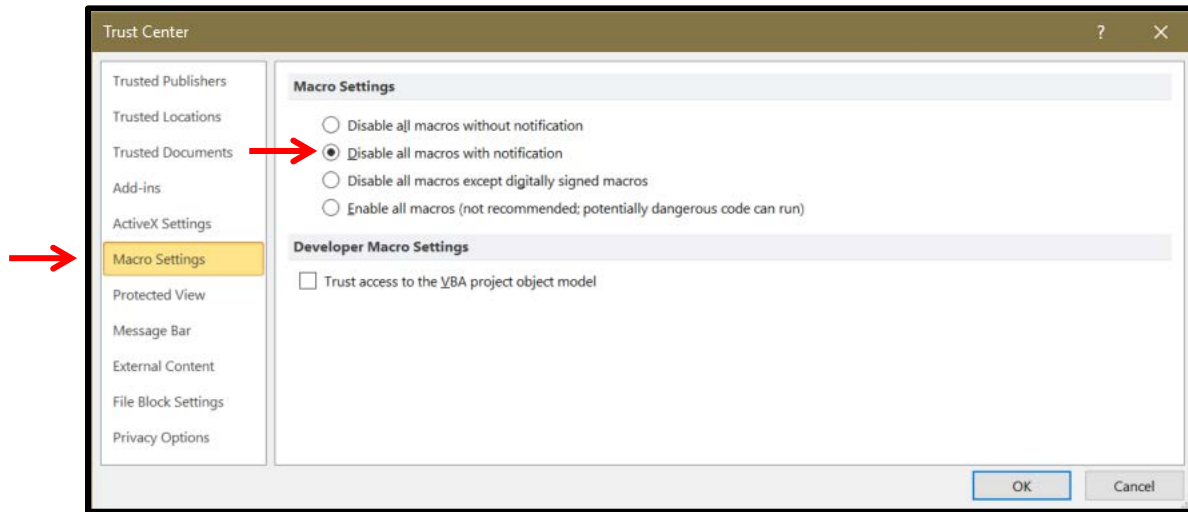 Trust Center
?
Trusted Publishers
Trusted Locations
Trusted Documents
Add-ins
ActiveX Settings
Macro Settings
Protected View
Message Bar
External Content
File Block Settings
Privacy Options
Macro Settings
Disable all macros without notification
Disable all macros with notification
Disable all macros except digitally signed macros
Enable all macros (not recommended; potentially dangerous code can run)
Developer Macro Settings
Trust access to the VBA project object model
OK
Cancel